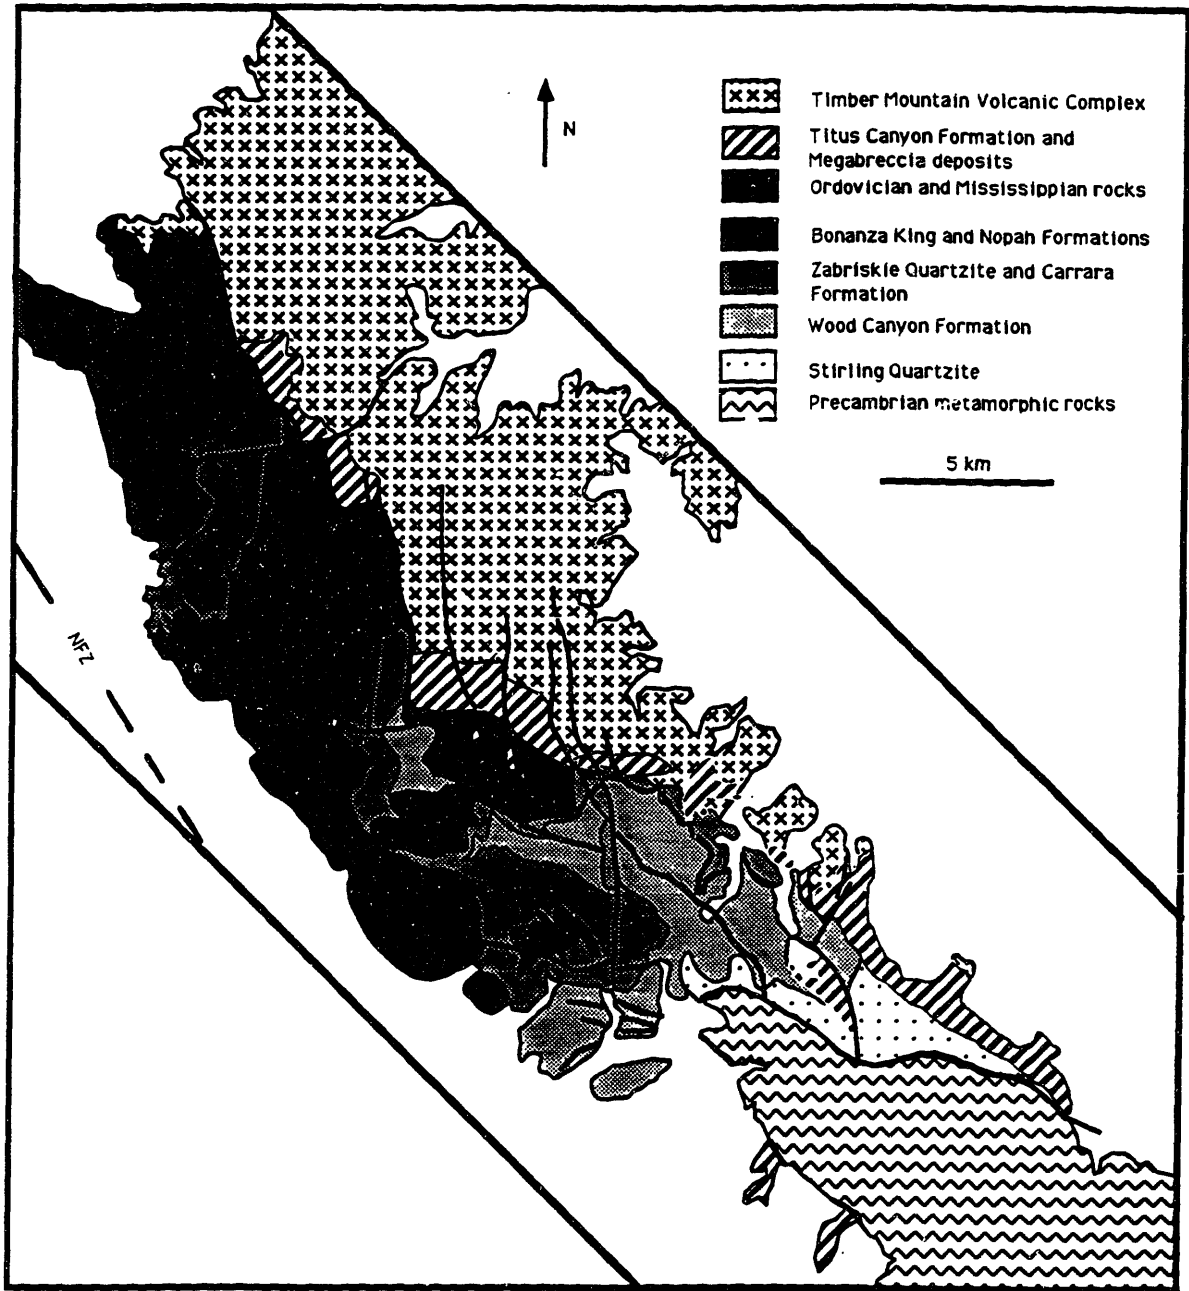 N
Timber Mountain Volcanic Complex
Titus Canyon Formation and
Megabreccia deposits
Ordovician and Mississippian rocks
Bonanza King and Nopah Formations
Zabriskie Quartzite and Carrara
Formation
Wood Canyon Formation
Stirling Quartzite
Precambrian metamorphic rocks
5 km
NFZ